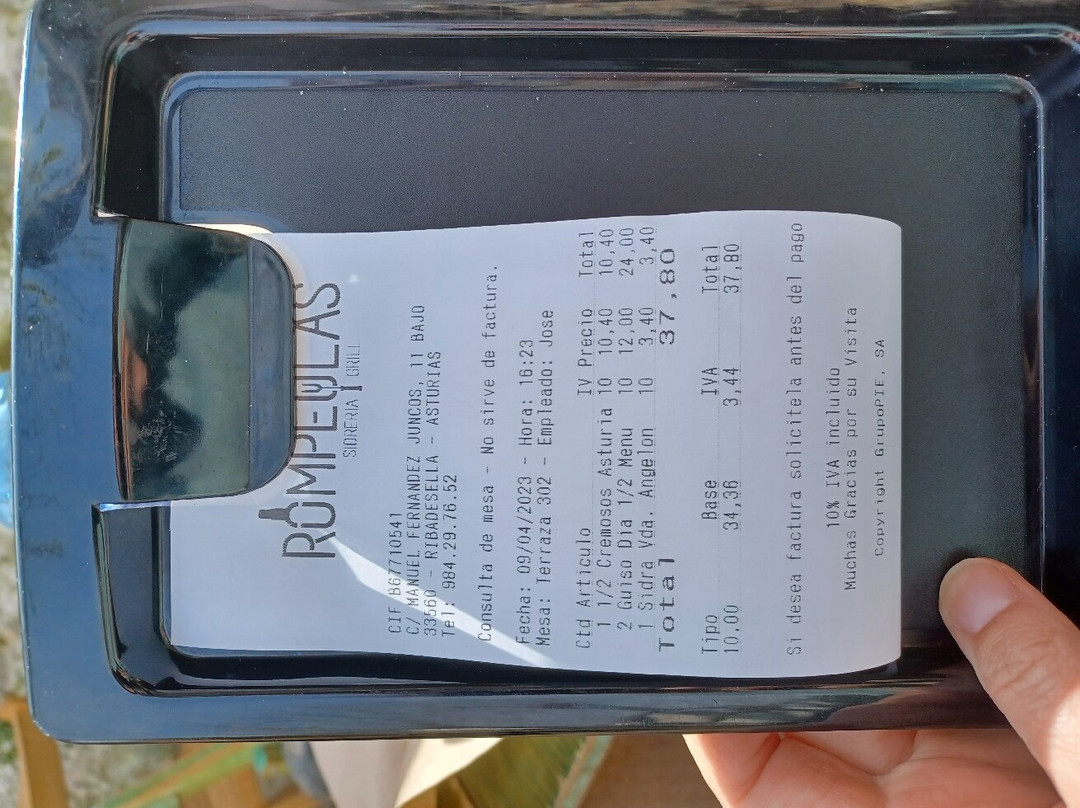 ROMPEOLAS
SIDRERIA GRILL
CIF B67710541
C/ MANUEL FERNANDEZ JUNCOS, 11 BAJO
33560 - RIBADESELLA - ASTURIAS
Tel: 984.29.76.52
Consulta de mesa - No sirve de factura.
Fecha: 09/04/2023 - Hora: 16:23
Mesa: Terraza 302 - Empleado: Jose
Ctd Articulo IV Precio Total
1 1/2 Cremosos Asturia 10 10,40 10,40
2 Guiso Dia 1/2 Menu 10 12,00 24,00
1 Sidra Vda. Angelon 10 3,40 3,40
Total 37,80
Tipo Base IVA Total
10.00 34,36 3,44 37,80
Si desea factura solicitela antes del pago
10% IVA incluido
Muchas Gracias por su Visita
Copyright GrupoPIE, SA